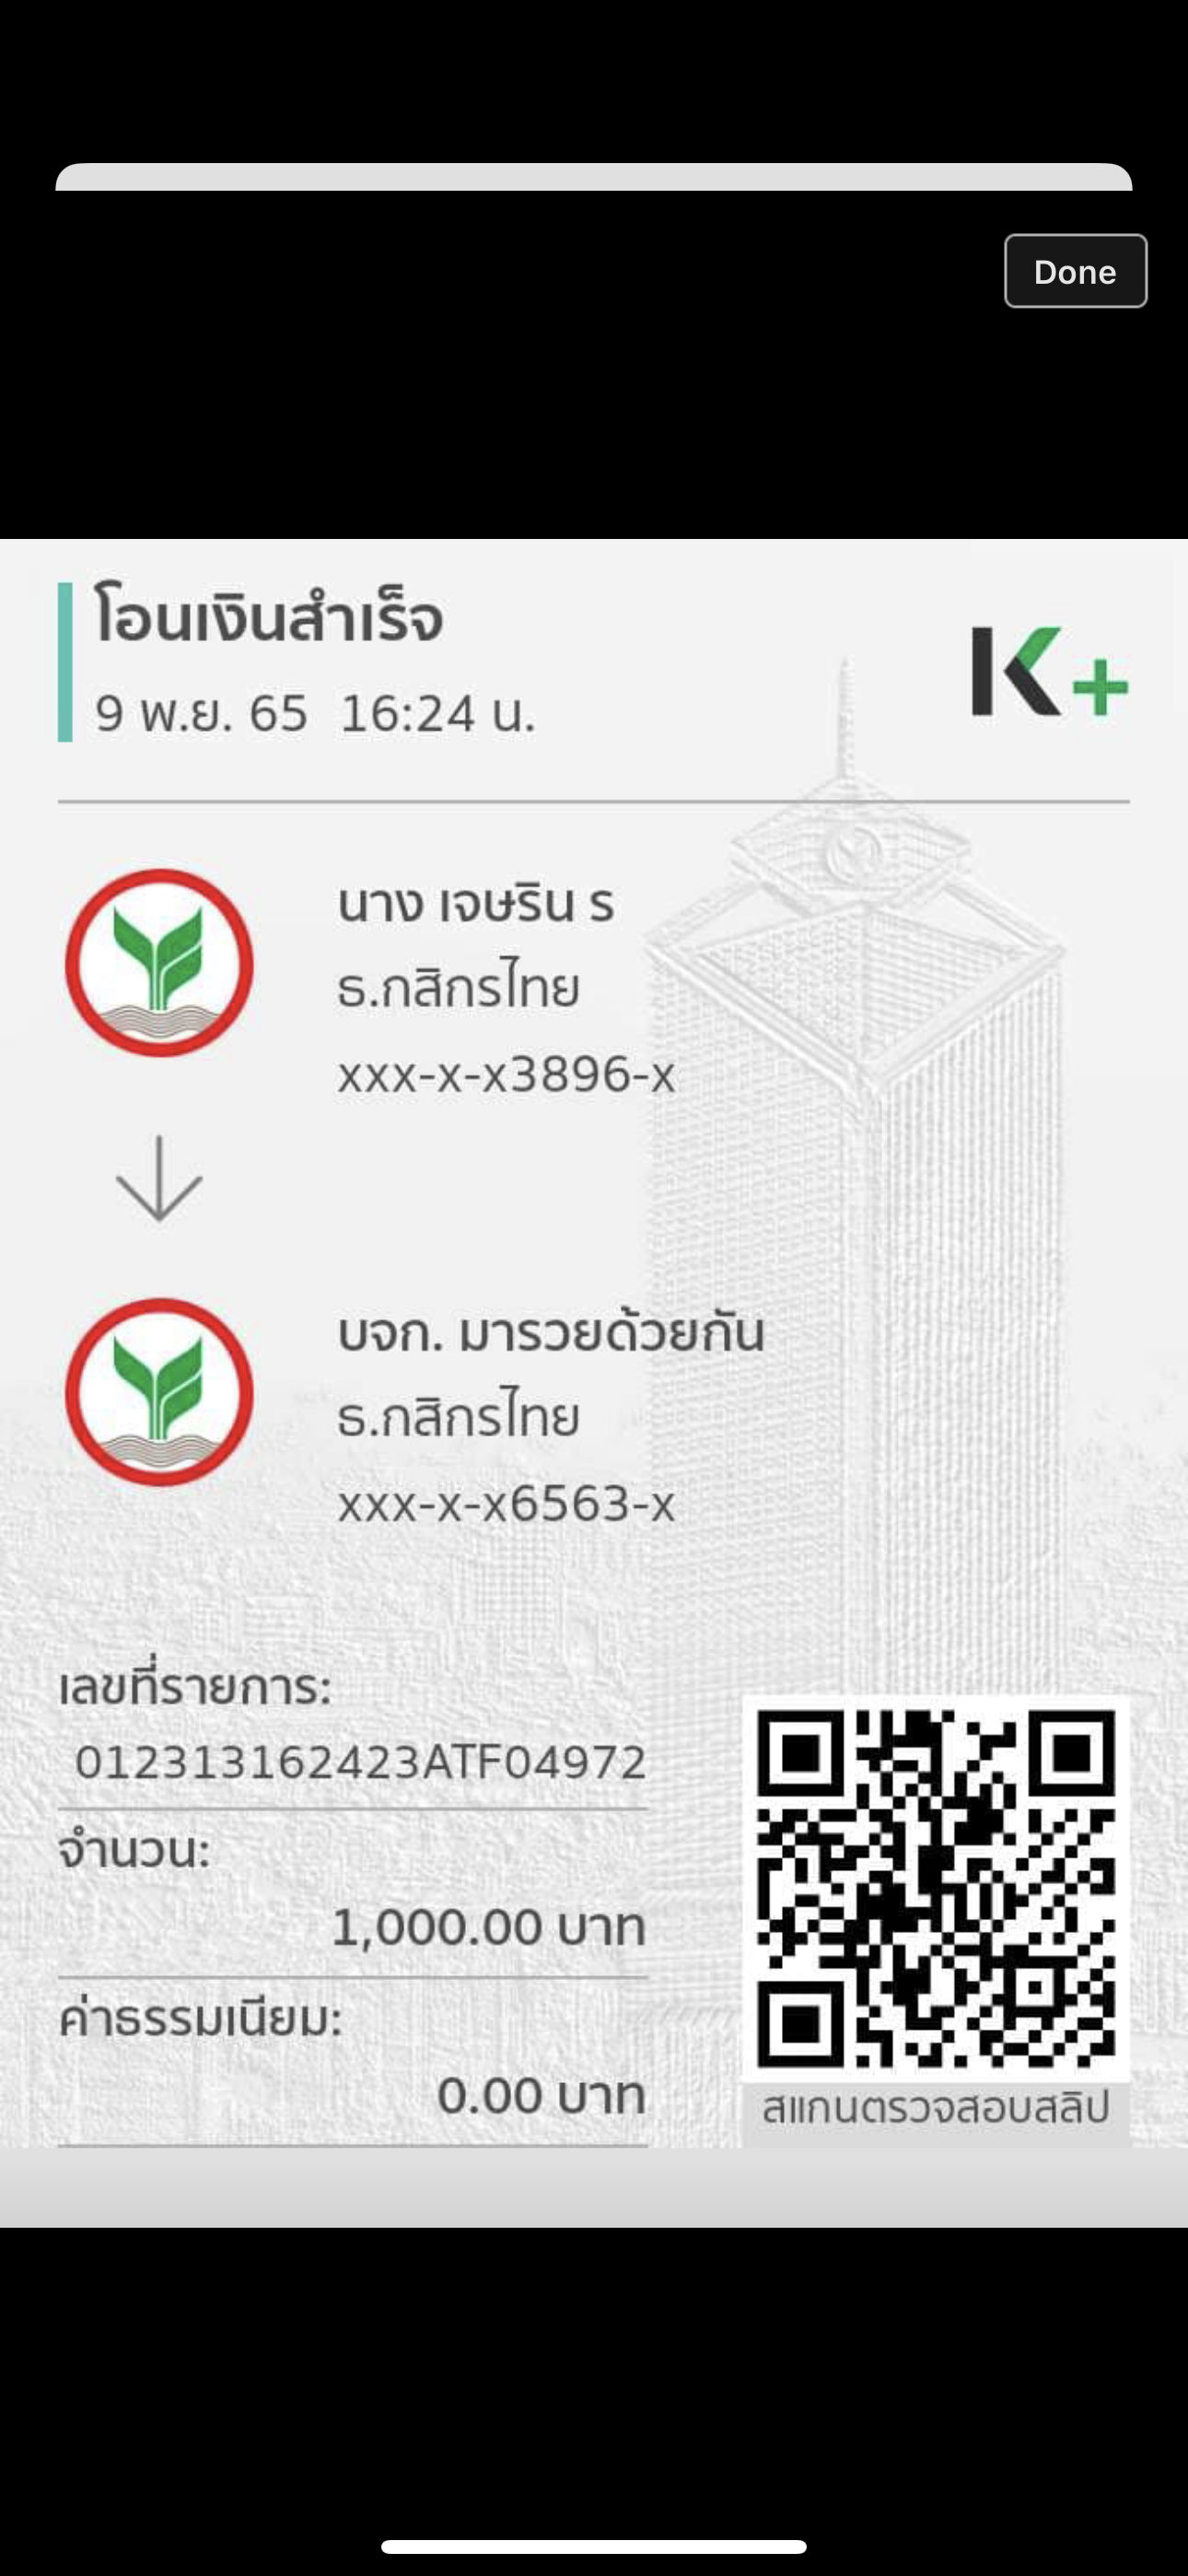 Done
โอนเงินสำเร็จ
9 พ.ย. 65 16:24 น.
K+
นาง เจษริน ร
ธ.กสิกรไทย
xxx-x-x3896-x
บจก. มารวยด้วยกัน
ธ.กสิกรไทย
xxx-x-x6563-x
เลขที่รายการ:
012313162423ATF04972
จำนวน:
1,000.00 บาท
ค่าธรรมเนียม:
0.00 บาท
สแกนตรวจสอบสลิป